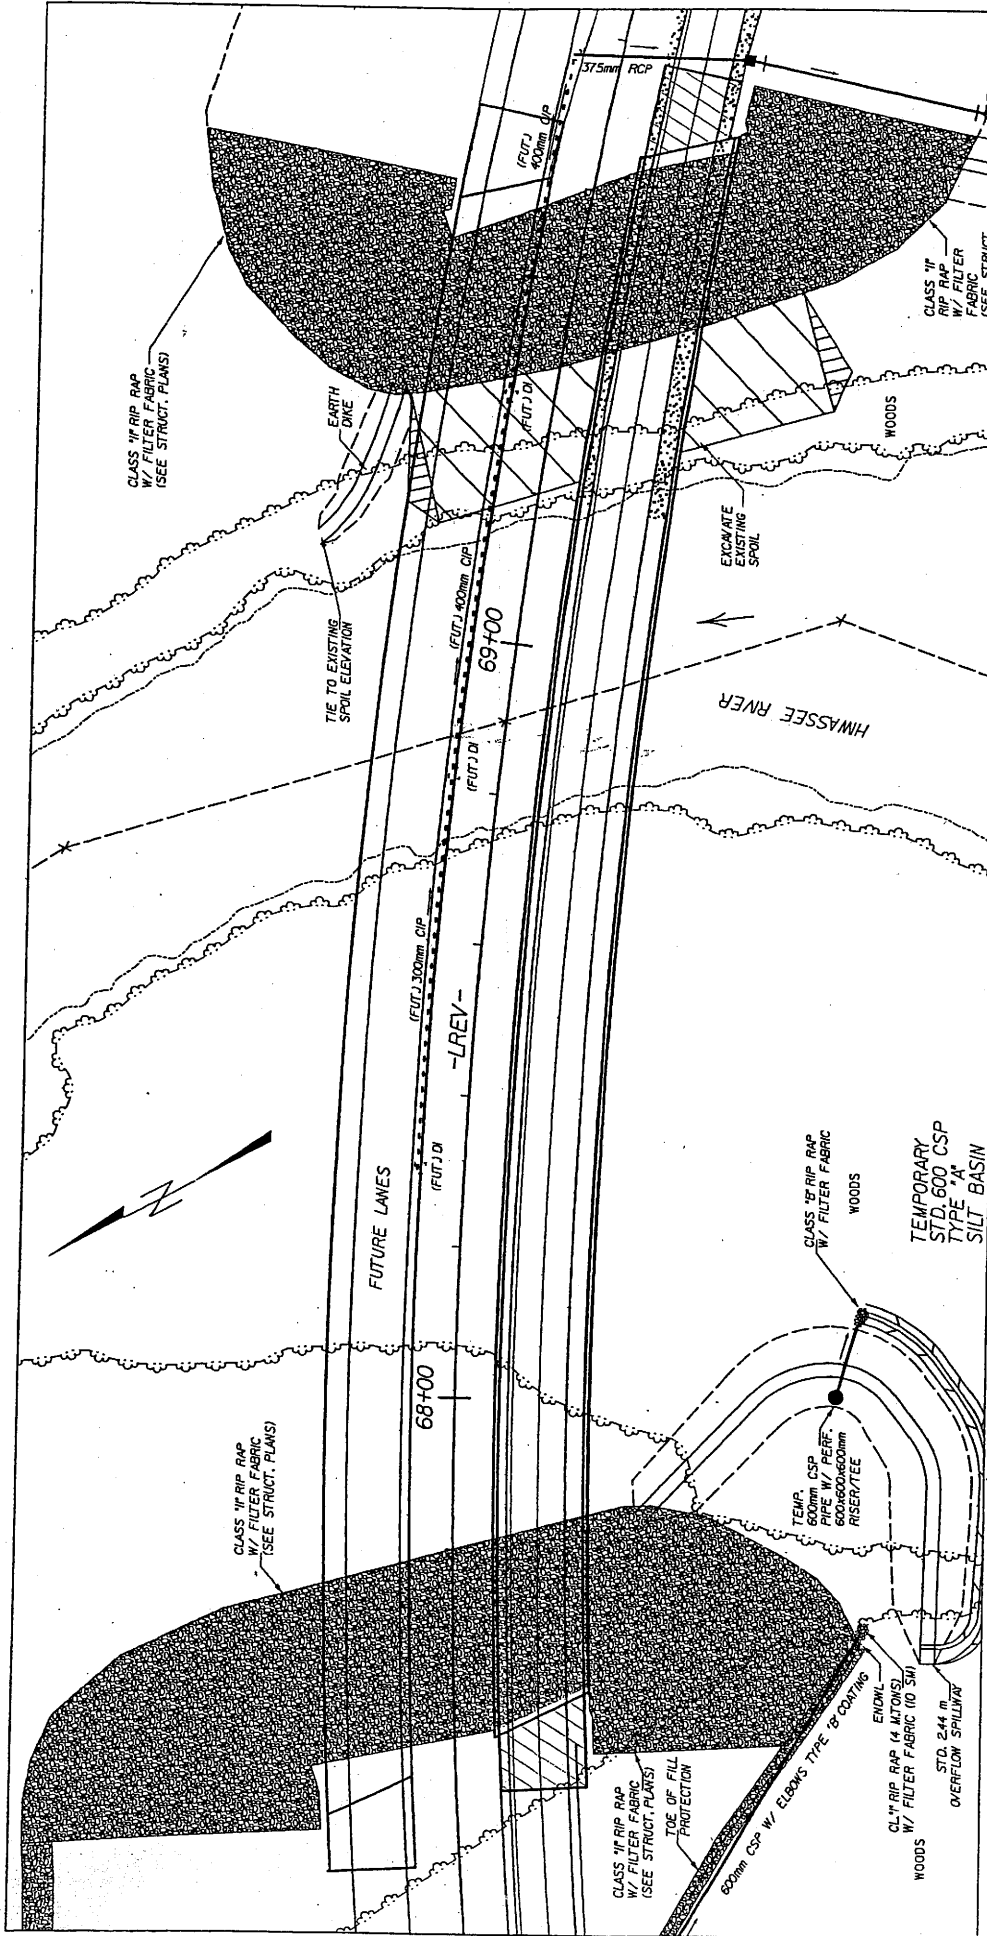 375mm RCP
(FUT.) 400mm CIP
CLASS "II" RIP RAP
W/ FILTER FABRIC
(SEE STRUCT. PLANS)
EARTH
DIKE
TIE TO EXISTING
SPOIL ELEVATION
(FUT.) DI
CLASS "II"
RIP RAP
W/ FILTER
FABRIC
(SEE STRUCT.
WOODS
EXCAVATE
EXISTING
SPOIL
(FUT.) 400mm CIP
69+00
HIWASSEE RIVER
(FUT.) DI
(FUT.) 300mm CIP
-LREV-
(FUT.) DI
N
FUTURE LANES
68+00
CLASS "B" RIP RAP
W/ FILTER FABRIC
WOODS
TEMPORARY
STD. 600 CSP
TYPE "A"
SILT BASIN
TEMP.
600mm CSP
PIPE W/ PERF.
600x600x600mm
RISER/TEE
CLASS "II" RIP RAP
W/ FILTER FABRIC
(SEE STRUCT. PLANS)
CLASS "II" RIP RAP
W/ FILTER FABRIC
(SEE STRUCT. PLANS)
TOE OF FILL
PROTECTION
600mm CSP W/ ELBOWS TYPE "B" COATING
ENDWL
CL."I" RIP RAP (4 M.TONS)
W/ FILTER FABRIC (10 SM)
STD. 2.44 m
OVERFLOW SPILLWAY
WOODS